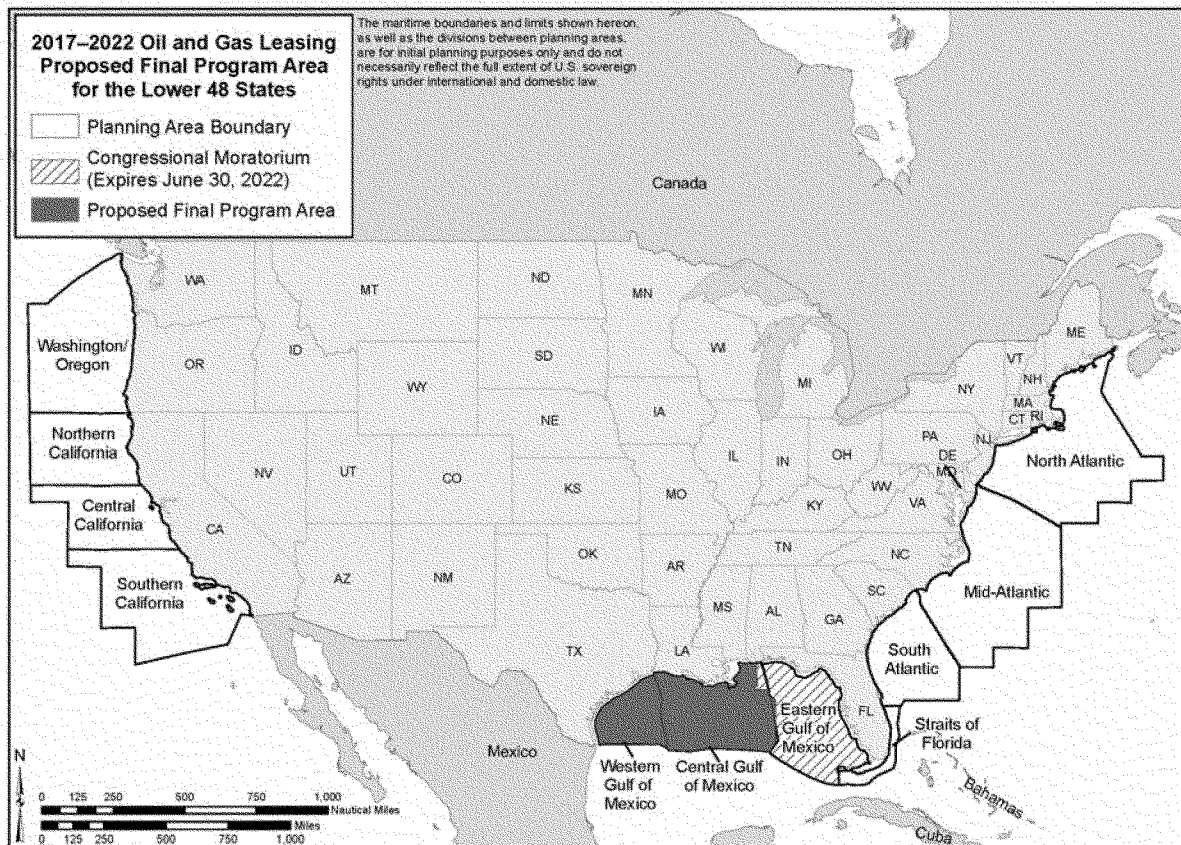 2017–2022 Oil and Gas Leasing
Proposed Final Program Area
for the Lower 48 States
Planning Area Boundary
Congressional Moratorium
(Expires June 30, 2022)
Proposed Final Program Area
The maritime boundaries and limits shown hereon,
as well as the divisions between planning areas,
are for initial planning purposes only and do not
necessarily reflect the full extent of U.S. sovereign
rights under international and domestic law.
Canada
WA
MT
ND
MN
ME
Washington/
Oregon
OR
ID
SD
WI
VT
NH
WY
MI
NY
MA
CT
RI
IA
NE
PA
NJ
Northern
California
NV
UT
CO
IL
IN
OH
DE
MD
North Atlantic
KS
MO
WV
VA
KY
Central
California
CA
TN
NC
OK
AR
AZ
NM
SC
Southern
California
MS
AL
GA
Mid-Atlantic
TX
LA
South
Atlantic
FL
Eastern
Gulf of
Mexico
Straits of
Florida
Mexico
Western
Gulf of
Mexico
Central Gulf
of Mexico
Bahamas
Cuba
N
0 125 250 500 750 1,000
Nautical Miles
Miles
0 125 250 500 750 1,000